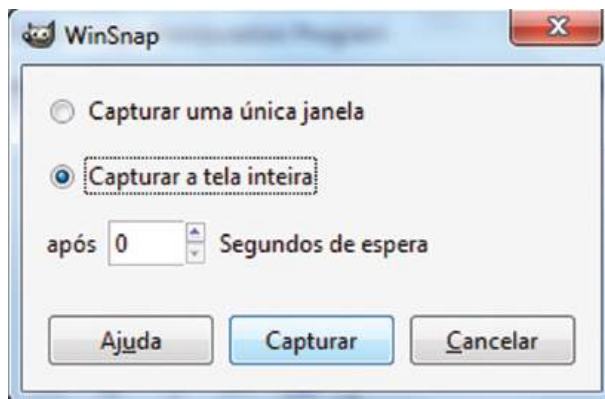 WinSnap
Capturar uma única janela
Capturar a tela inteira
após 0 Segundos de espera
Ajuda Capturar Cancelar